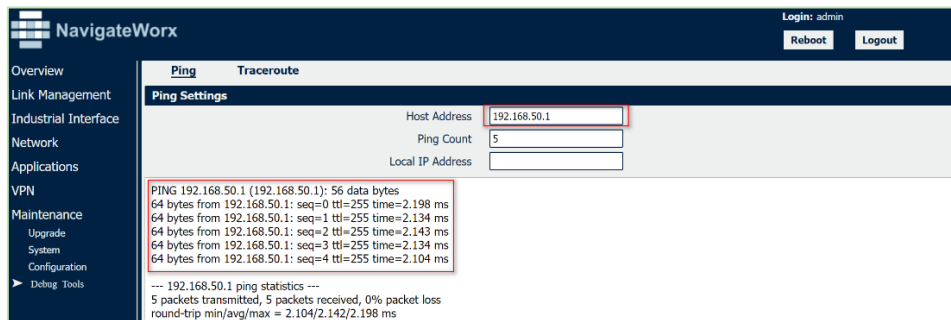 NavigateWorx
Login: admin
Reboot Logout
Overview
Link Management
Industrial Interface
Network
Applications
VPN
Maintenance
Upgrade
System
Configuration
Debug Tools
Ping Traceroute
Ping Settings
Host Address 192.168.50.1
Ping Count 5
Local IP Address
PING 192.168.50.1 (192.168.50.1): 56 data bytes
64 bytes from 192.168.50.1: seq=0 ttl=255 time=2.198 ms
64 bytes from 192.168.50.1: seq=1 ttl=255 time=2.134 ms
64 bytes from 192.168.50.1: seq=2 ttl=255 time=2.143 ms
64 bytes from 192.168.50.1: seq=3 ttl=255 time=2.134 ms
64 bytes from 192.168.50.1: seq=4 ttl=255 time=2.104 ms
--- 192.168.50.1 ping statistics ---
5 packets transmitted, 5 packets received, 0% packet loss
round-trip min/avg/max = 2.104/2.142/2.198 ms